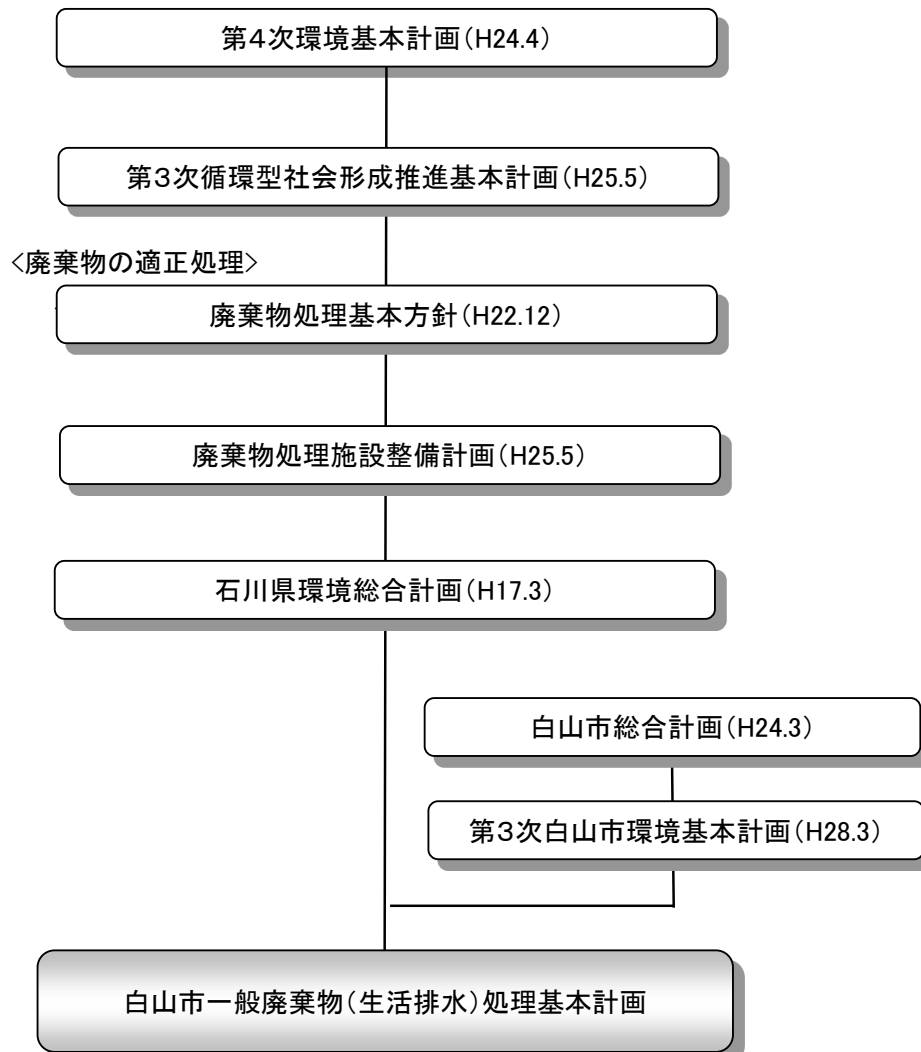 第４次環境基本計画（H24.4）
第３次循環型社会形成推進基本計画（H25.5）
<廃棄物の適正処理>
廃棄物処理基本方針（H22.12）
廃棄物処理施設整備計画（H25.5）
石川県環境総合計画（H17.3）
白山市総合計画（H24.3）
第３次白山市環境基本計画（H28.3）
白山市一般廃棄物（生活排水）処理基本計画